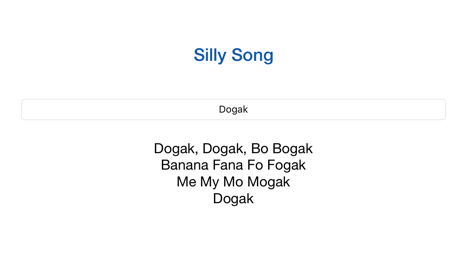 Silly Song
Dogak
Dogak, Dogak, Bo Bogak
Banana Fana Fo Fogak
Me My Mo Mogak
Dogak